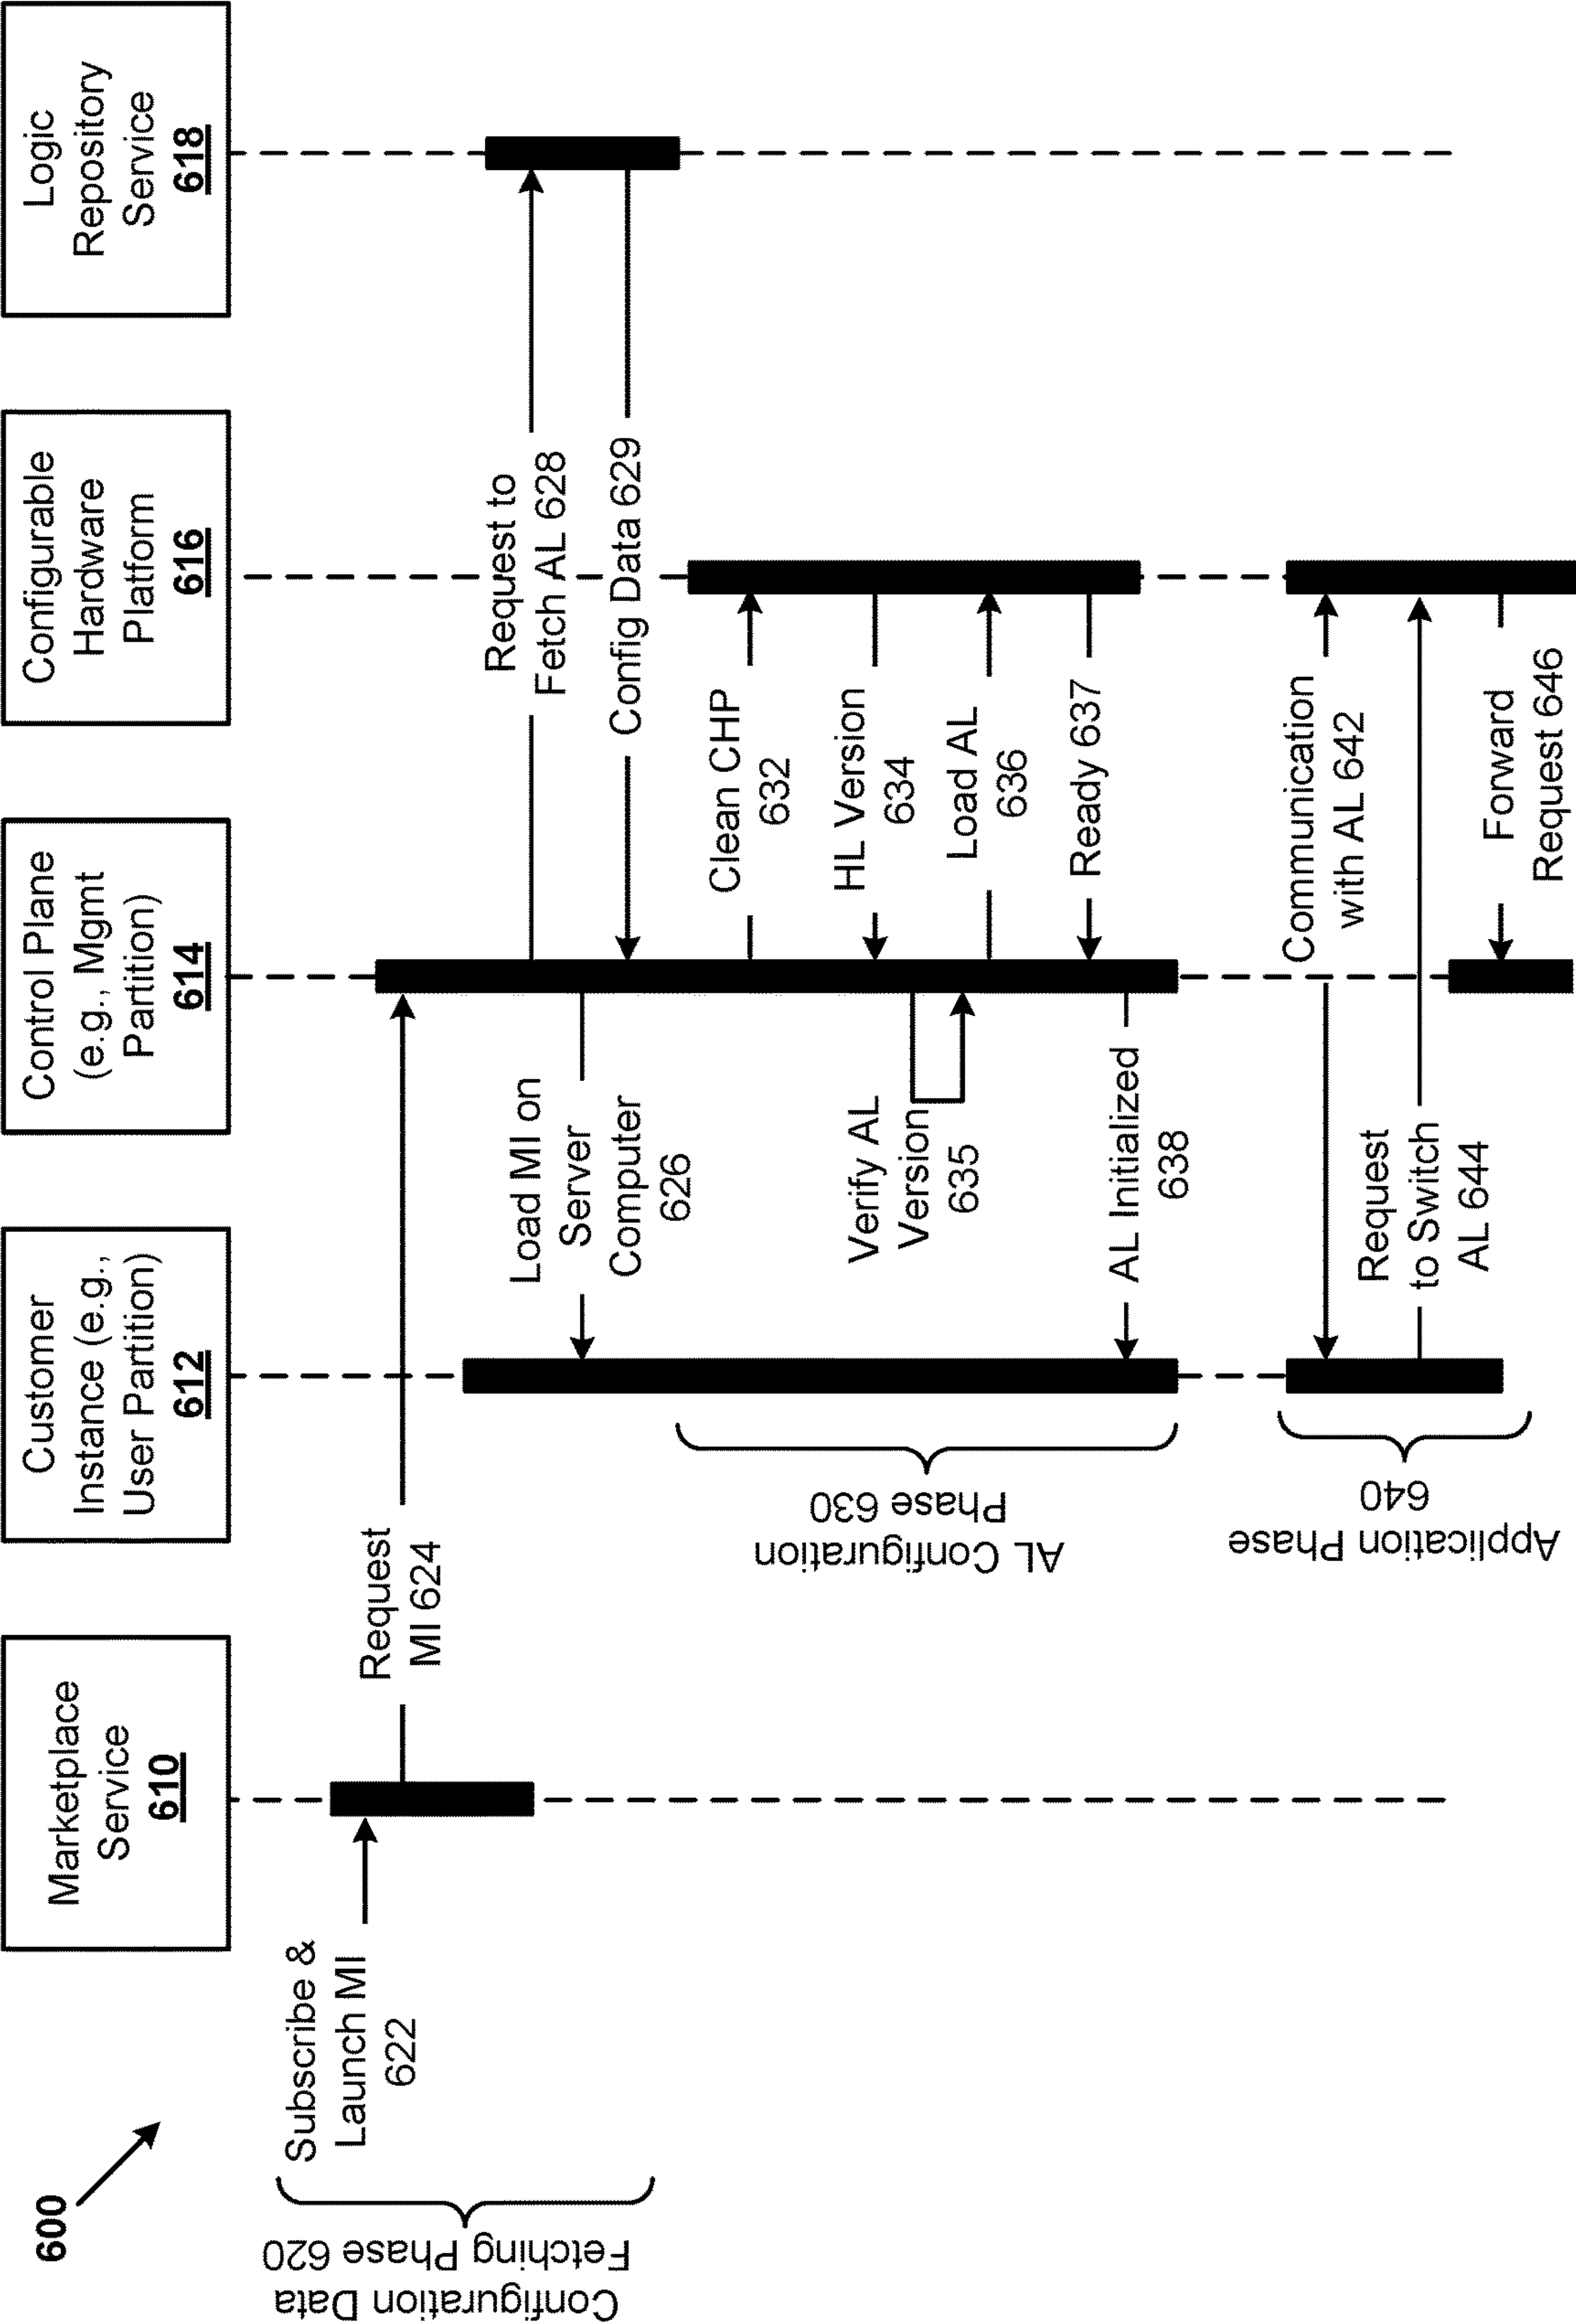 600
Marketplace
Service
610
Customer
Instance (e.g.,
User Partition)
612
Control Plane
(e.g., Mgmt
Partition)
614
Configurable
Hardware
Platform
616
Logic
Repository
Service
618
Configuration Data
Fetching Phase 620
Subscribe &
Launch MI
622
Request
MI 624
Request to
Fetch AL 628
Load MI on
Server
Computer
626
Config Data 629
AL Configuration
Phase 630
Clean CHP
632
HL Version
634
Verify AL
Version
635
Load AL
636
Ready 637
AL Initialized
638
Application Phase
640
Communication
with AL 642
Request
to Switch
AL 644
Forward
Request 646